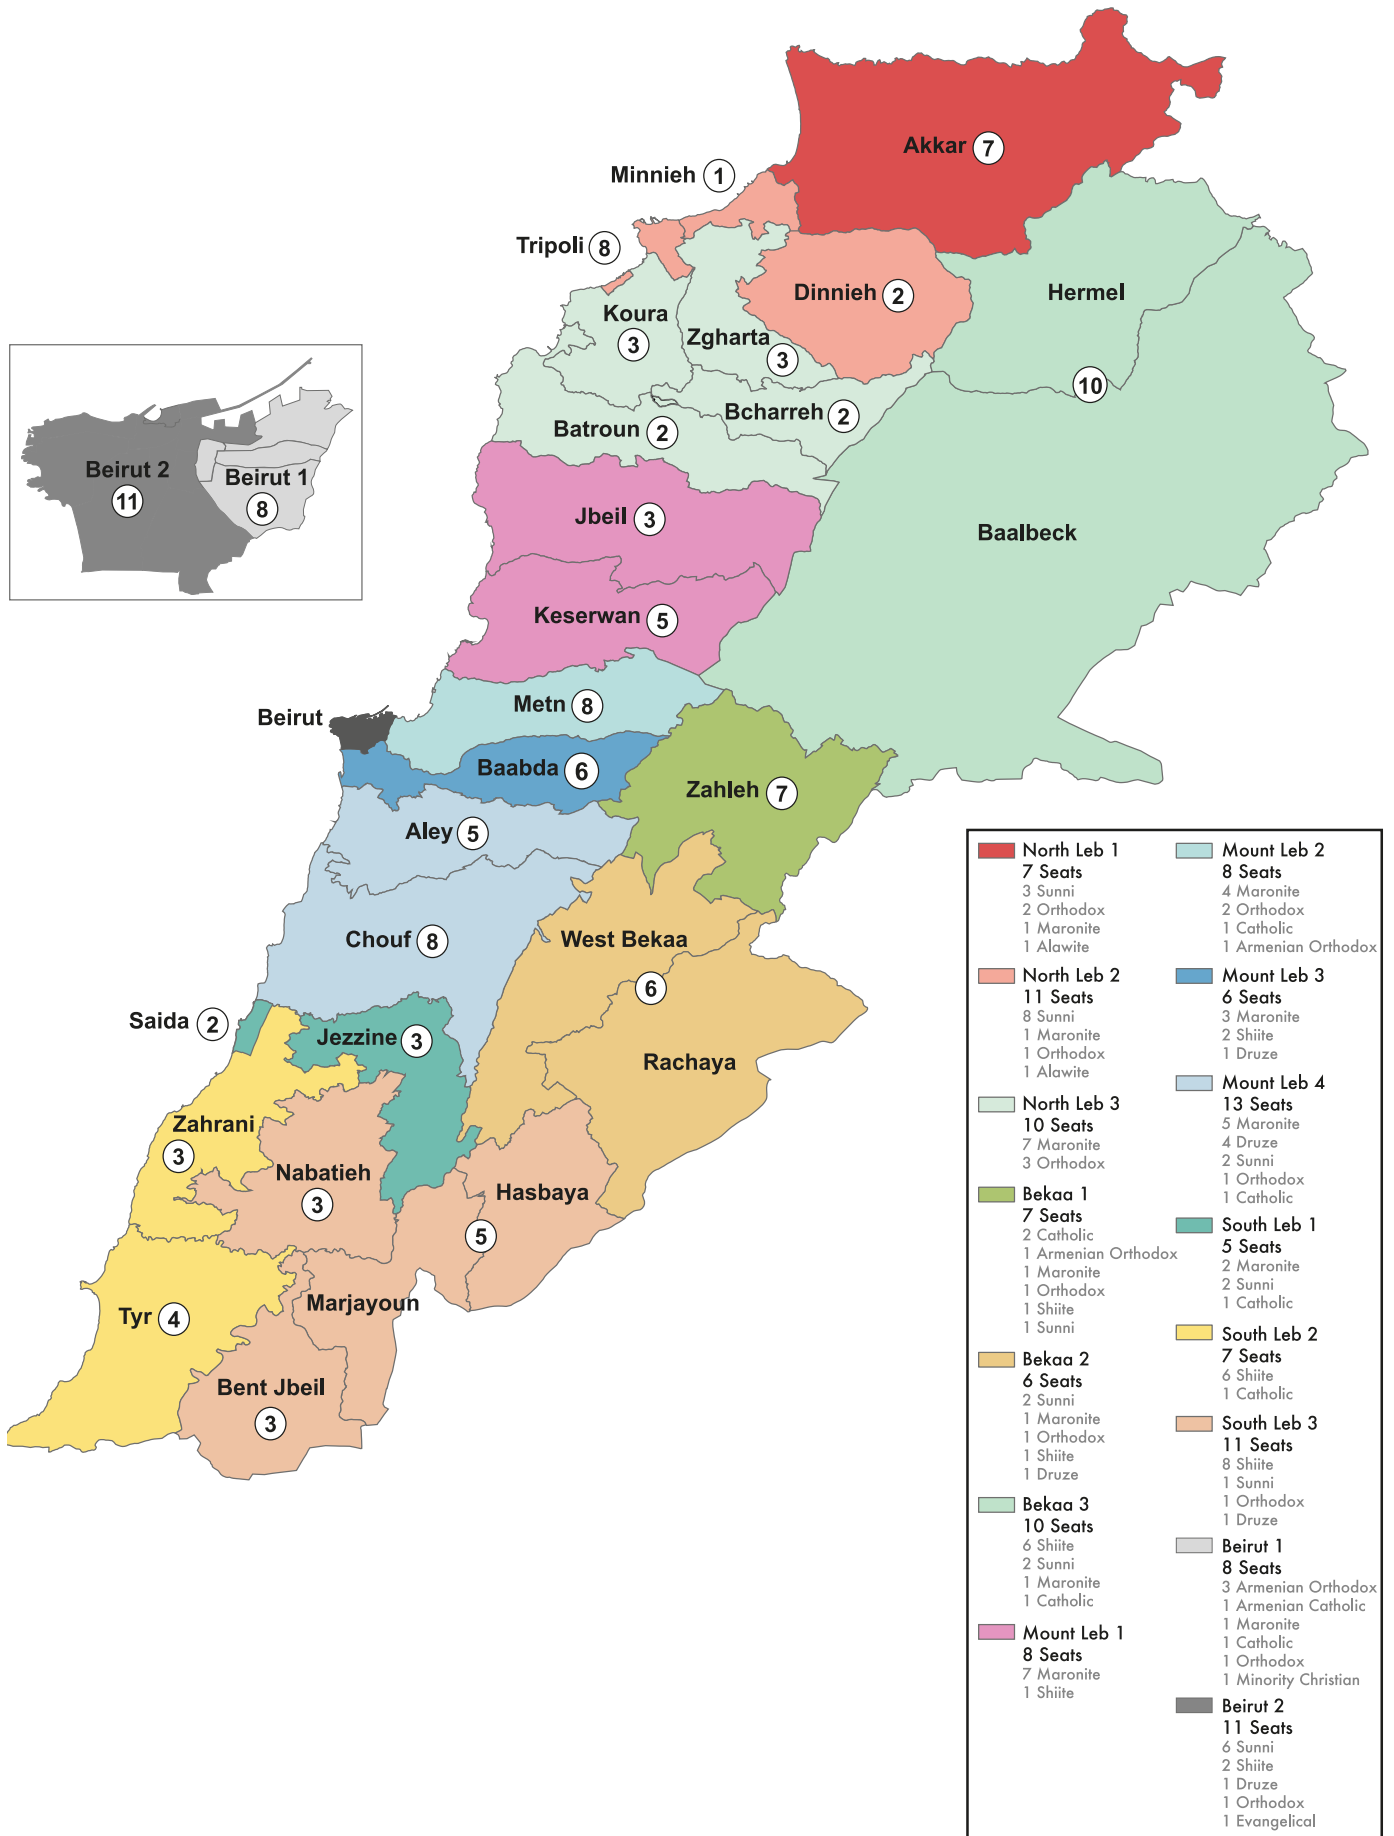 Akkar 7
Minnieh 1
Tripoli 8
Dinnieh 2
Hermel
Koura
3
Zgharta
3
10
Bcharreh 2
Batroun 2
Beirut 2
11
Beirut 1
8
Jbeil 3
Baalbeck
Keserwan 5
Metn 8
Beirut
Baabda 6
Zahleh 7
Aley 5
Chouf 8
West Bekaa
6
Saida 2
Jezzine 3
Rachaya
Zahrani
3
Nabatieh
3
Hasbaya
5
Marjayoun
Tyr 4
Bent Jbeil
3
North Leb 1
7 Seats
3 Sunni
2 Orthodox
1 Maronite
1 Alawite
North Leb 2
11 Seats
8 Sunni
1 Maronite
1 Orthodox
1 Alawite
North Leb 3
10 Seats
7 Maronite
3 Orthodox
Bekaa 1
7 Seats
2 Catholic
1 Armenian Orthodox
1 Maronite
1 Orthodox
1 Shiite
1 Sunni
Bekaa 2
6 Seats
2 Sunni
1 Maronite
1 Orthodox
1 Shiite
1 Druze
Bekaa 3
10 Seats
6 Shiite
2 Sunni
1 Maronite
1 Catholic
Mount Leb 1
8 Seats
7 Maronite
1 Shiite
Mount Leb 2
8 Seats
4 Maronite
2 Orthodox
1 Catholic
1 Armenian Orthodox
Mount Leb 3
6 Seats
3 Maronite
2 Shiite
1 Druze
Mount Leb 4
13 Seats
5 Maronite
4 Druze
2 Sunni
1 Orthodox
1 Catholic
South Leb 1
5 Seats
2 Maronite
2 Sunni
1 Catholic
South Leb 2
7 Seats
6 Shiite
1 Catholic
South Leb 3
11 Seats
8 Shiite
1 Sunni
1 Orthodox
1 Druze
Beirut 1
8 Seats
3 Armenian Orthodox
1 Armenian Catholic
1 Maronite
1 Catholic
1 Orthodox
1 Minority Christian
Beirut 2
11 Seats
6 Sunni
2 Shiite
1 Druze
1 Orthodox
1 Evangelical